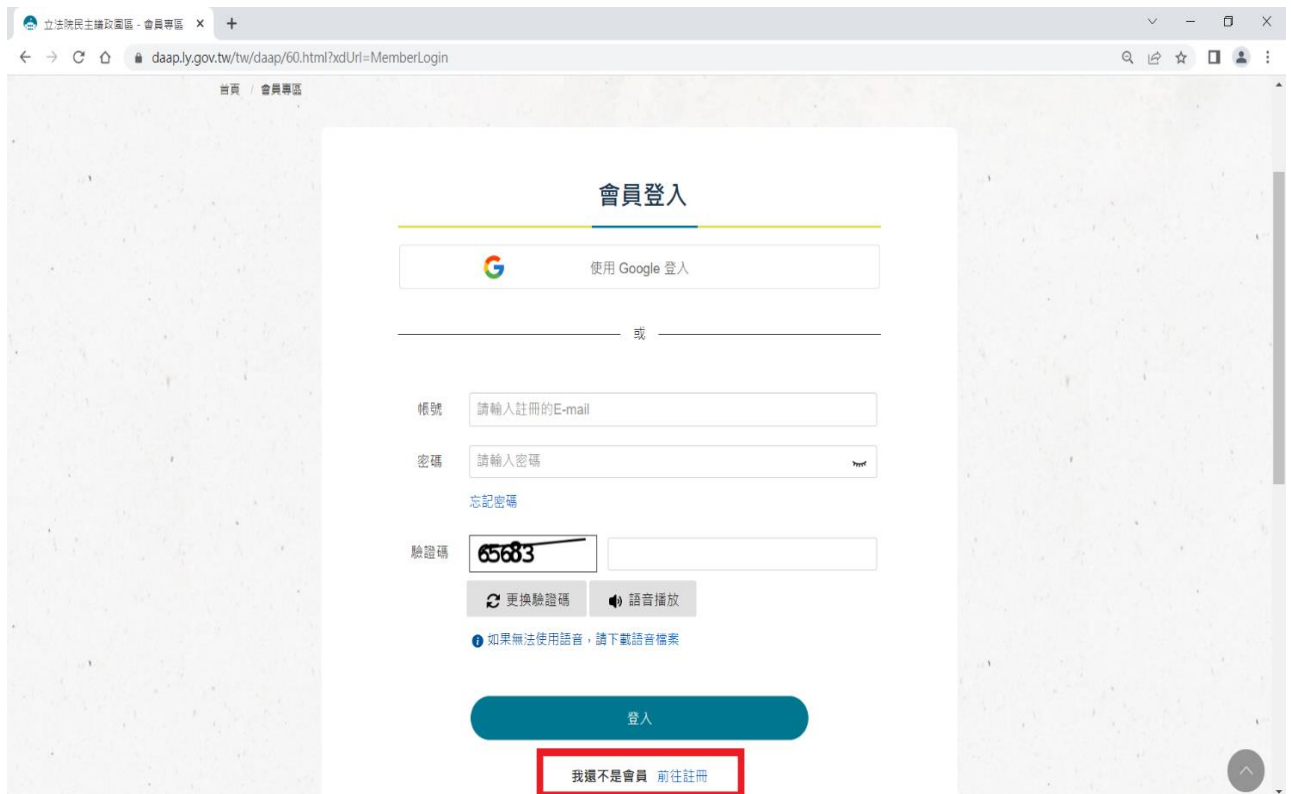 立法院民主議政園區 - 會員專區
daap.ly.gov.tw/tw/daap/60.html?xdUrl=MemberLogin
首頁 / 會員專區
會員登入
使用 Google 登入
或
帳號 請輸入註冊的E-mail
密碼 請輸入密碼
忘記密碼
驗證碼 65683
更換驗證碼 語音播放
如果無法使用語音，請下載語音檔案
登入
我還不是會員 前往註冊